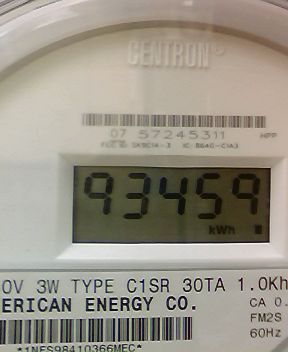 CENTRON®
07 57245311
93459
kWh
0V 3W TYPE C1SR 30TA 1.0Kh
ERICAN ENERGY CO.
CA 0.
FM2S
60Hz